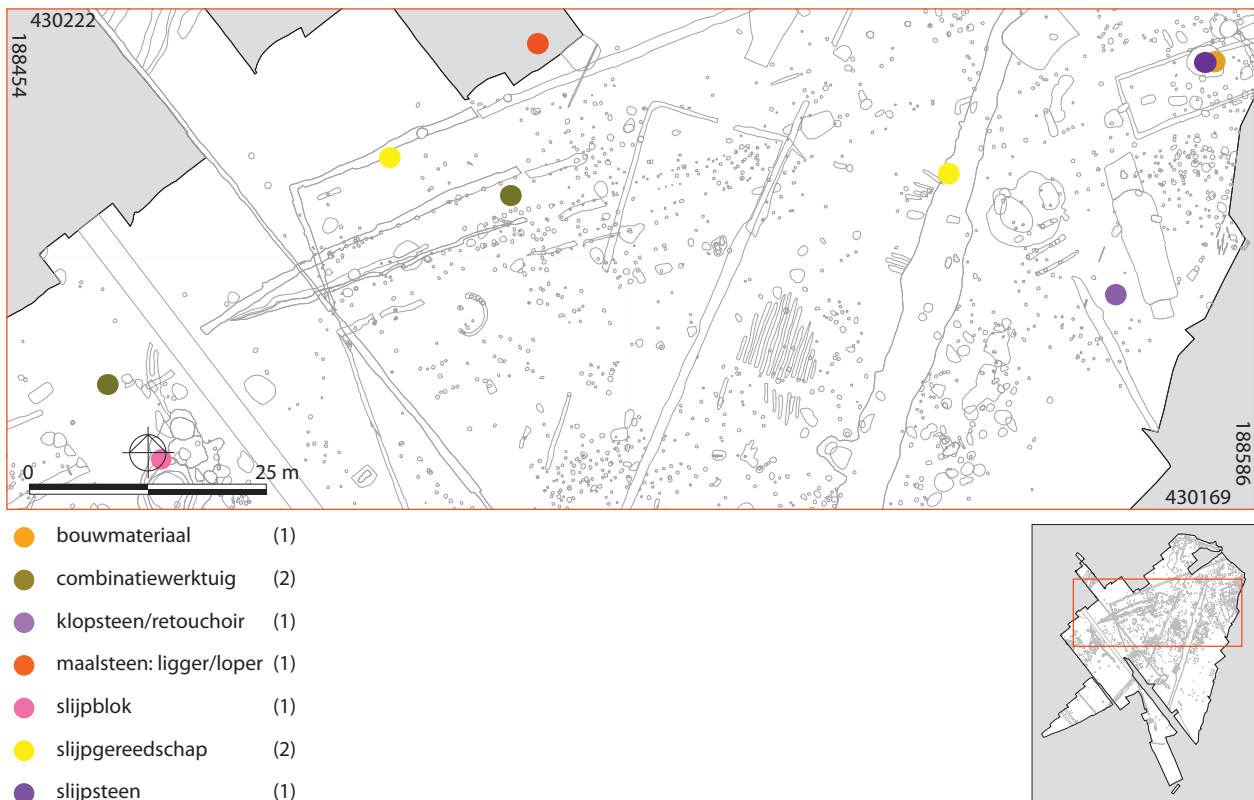 430222
188454
0
25 m
188586
430169
bouwmateriaal (1)
combinatiewerktuig (2)
klopsteen/retouchoir (1)
maalsteen: ligger/loper (1)
slijpblok (1)
slijpgereedschap (2)
slijpsteen (1)